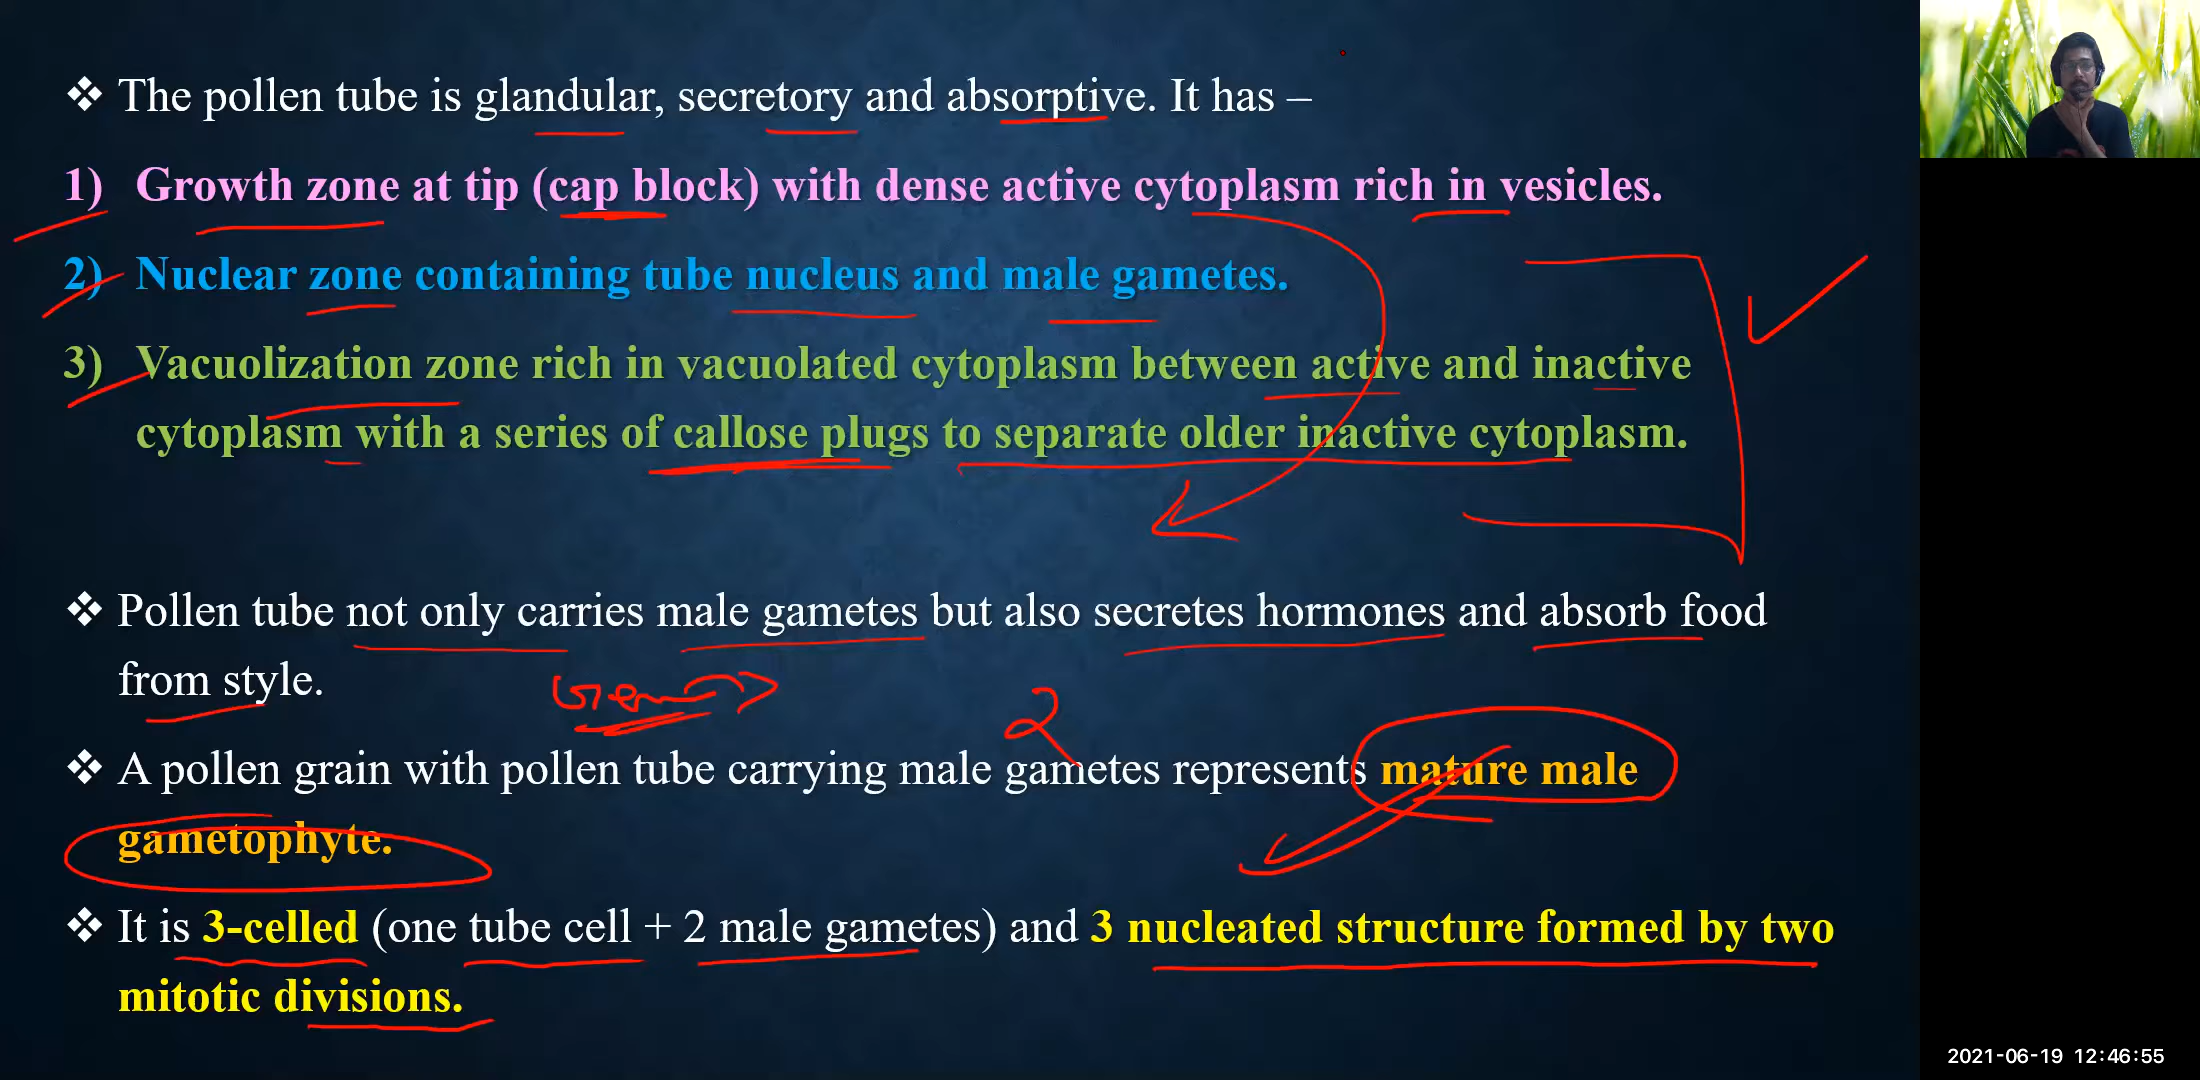 ❖ The pollen tube is glandular, secretory and absorptive. It has –
1) Growth zone at tip (cap block) with dense active cytoplasm rich in vesicles.
2) Nuclear zone containing tube nucleus and male gametes.
3) Vacuolization zone rich in vacuolated cytoplasm between active and inactive
cytoplasm with a series of callose plugs to separate older inactive cytoplasm.
❖ Pollen tube not only carries male gametes but also secretes hormones and absorb food
from style.
2
❖ A pollen grain with pollen tube carrying male gametes represents mature male
gametophyte.
❖ It is 3-celled (one tube cell + 2 male gametes) and 3 nucleated structure formed by two
mitotic divisions.
2021-06-19 12:46:55